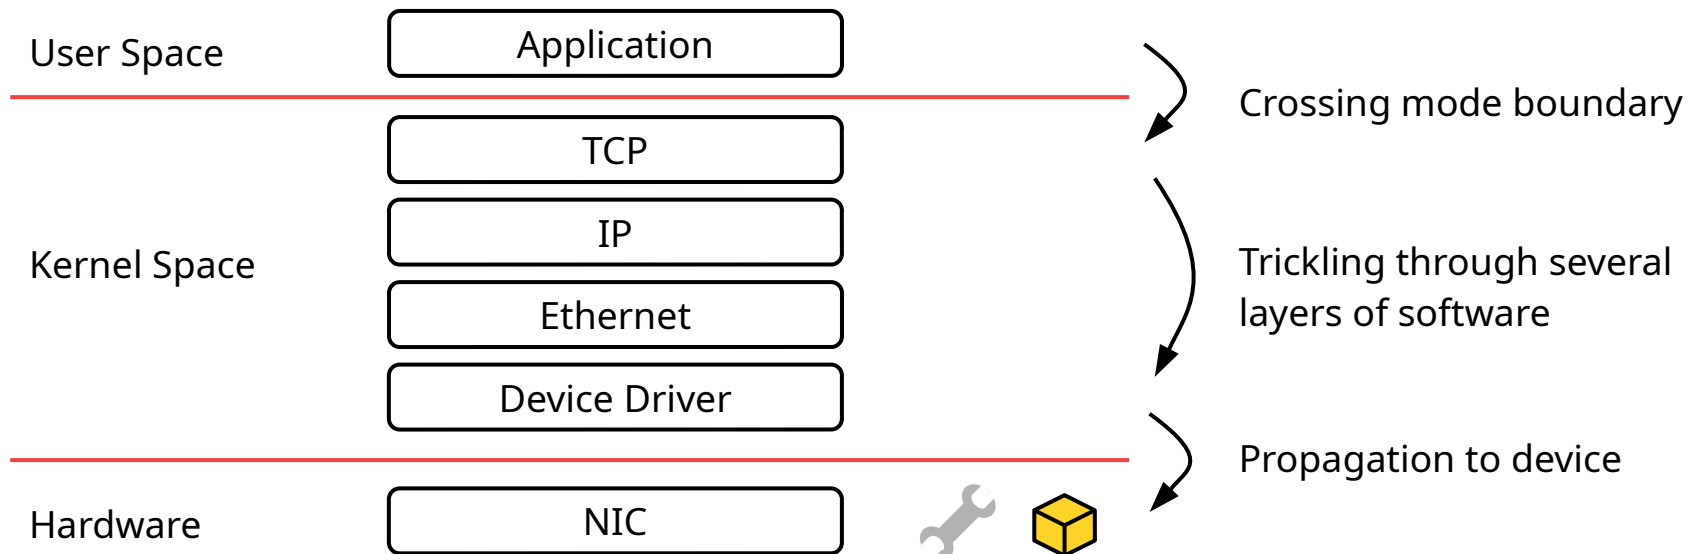 User Space
Application
Crossing mode boundary
TCP
IP
Kernel Space
Trickling through several
layers of software
Ethernet
Device Driver
Propagation to device
Hardware
NIC